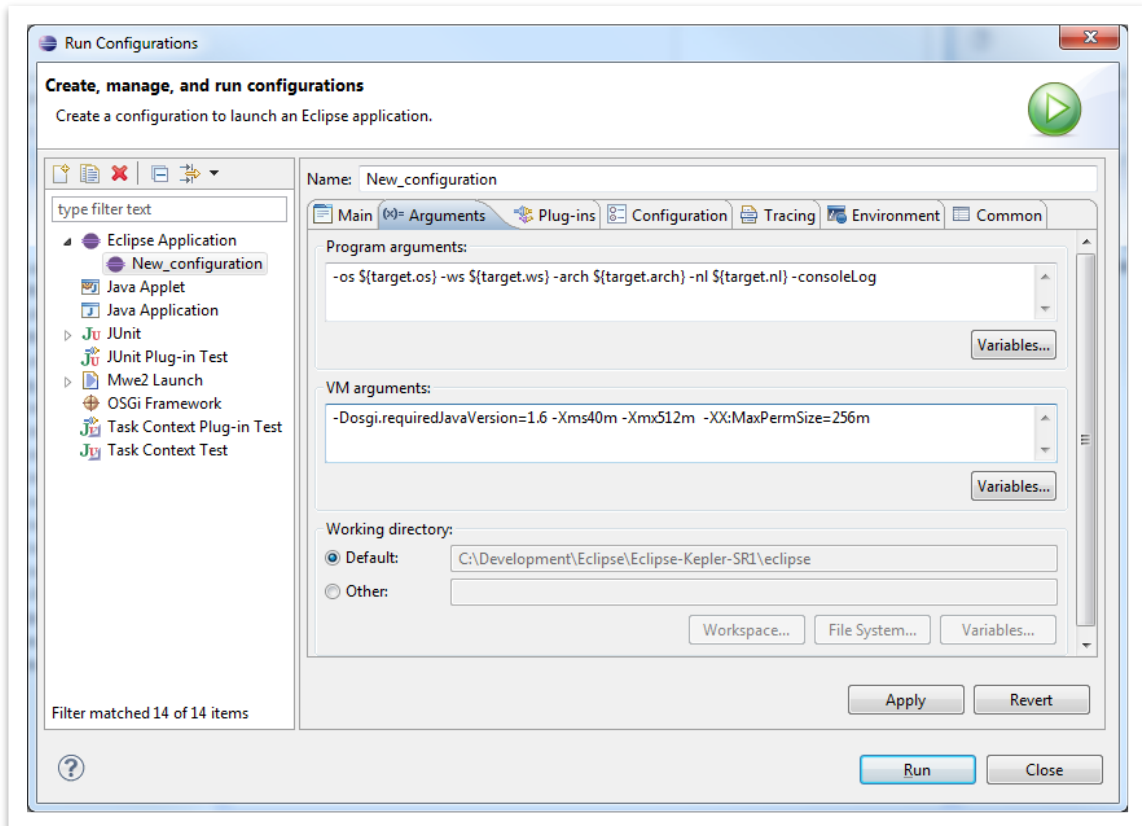 Run Configurations
X
Create, manage, and run configurations
Create a configuration to launch an Eclipse application.
type filter text
Eclipse Application
New_configuration
Java Applet
Java Application
Ju JUnit
JUnit Plug-in Test
Mwe2 Launch
OSGi Framework
Task Context Plug-in Test
Task Context Test
Filter matched 14 of 14 items
Name: New_configuration
Main (x)= Arguments Plug-ins Configuration Tracing Environment Common
Program arguments:
-os ${target.os} -ws ${target.ws} -arch ${target.arch} -nl ${target.nl} -consoleLog
Variables...
VM arguments:
-Dosgi.requiredJavaVersion=1.6 -Xms40m -Xmx512m -XX:MaxPermSize=256m
Variables...
Working directory:
Default: C:\Development\Eclipse\Eclipse-Kepler-SR1\eclipse
Other:
Workspace... File System... Variables...
Apply Revert
? Run Close